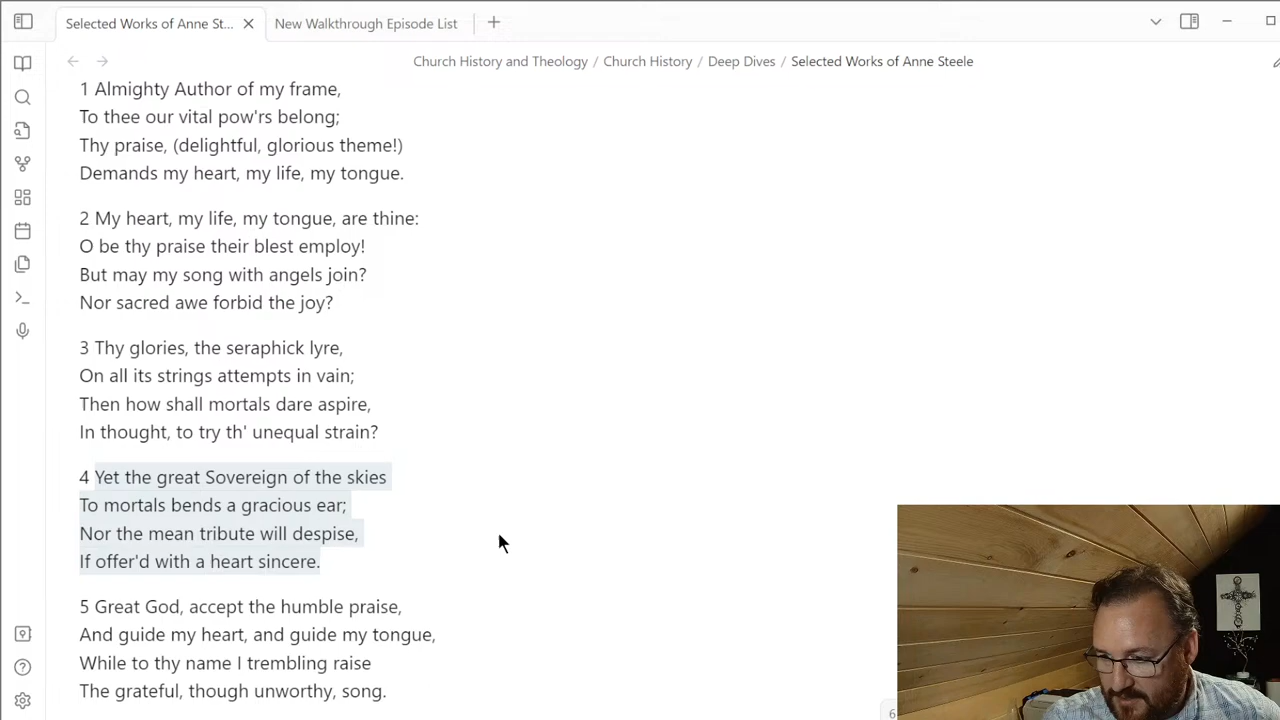 Selected Works of Anne St...
New Walkthrough Episode List
Church History and Theology / Church History / Deep Dives / Selected Works of Anne Steele
1 Almighty Author of my frame,
To thee our vital pow'rs belong;
Thy praise, (delightful, glorious theme!)
Demands my heart, my life, my tongue.
2 My heart, my life, my tongue, are thine:
O be thy praise their blest employ!
But may my song with angels join?
Nor sacred awe forbid the joy?
3 Thy glories, the seraphick lyre,
On all its strings attempts in vain;
Then how shall mortals dare aspire,
In thought, to try th' unequal strain?
4 Yet the great Sovereign of the skies
To mortals bends a gracious ear;
Nor the mean tribute will despise,
If offer'd with a heart sincere.
5 Great God, accept the humble praise,
And guide my heart, and guide my tongue,
While to thy name I trembling raise
The grateful, though unworthy, song.
6